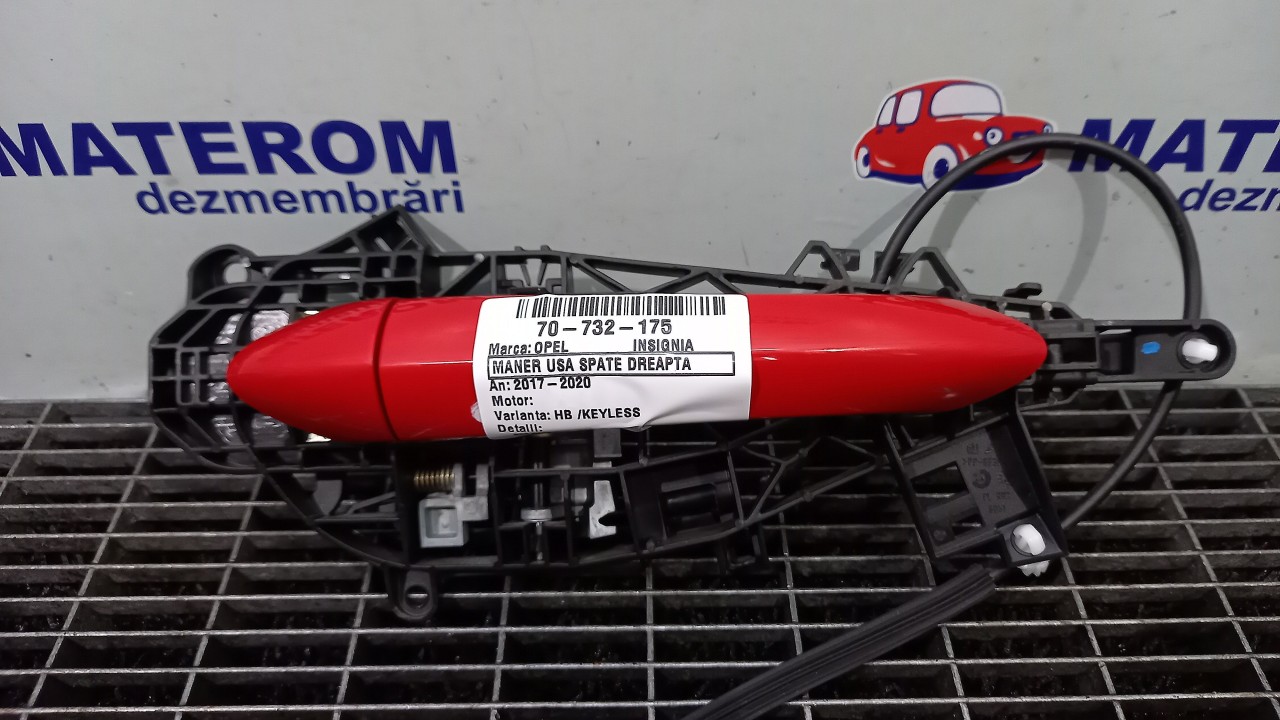 MATEROM
dezmembrări
MATE
dezm
70-732-175
Marca: OPEL INSIGNIA
MANER USA SPATE DREAPTA
An: 2017-2020
Motor:
Varianta: HB /KEYLESS
Detalii: